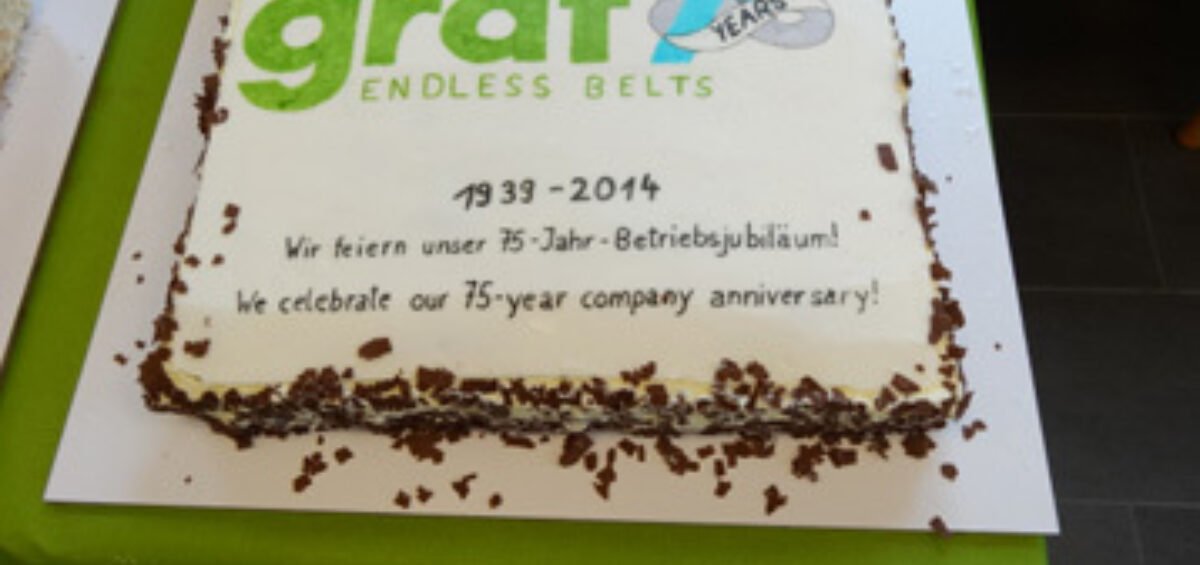 graf
YEARS
ENDLESS BELTS
1939-2014
Wir feiern unser 75-Jahr-Betriebsjubiläum!
We celebrate our 75-year company anniversary!